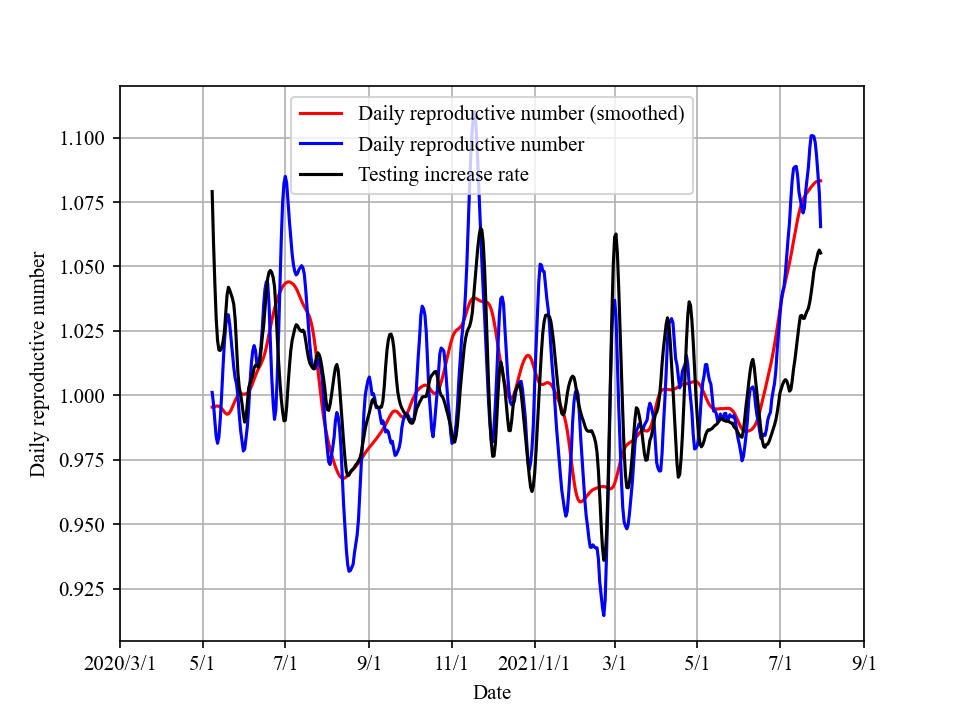 Daily reproductive number (smoothed)
Daily reproductive number
Testing increase rate
1.100
1.075
1.050
1.025
1.000
0.975
0.950
0.925
Daily reproductive number
2020/3/1 5/1 7/1 9/1 11/1 2021/1/1 3/1 5/1 7/1 9/1
Date